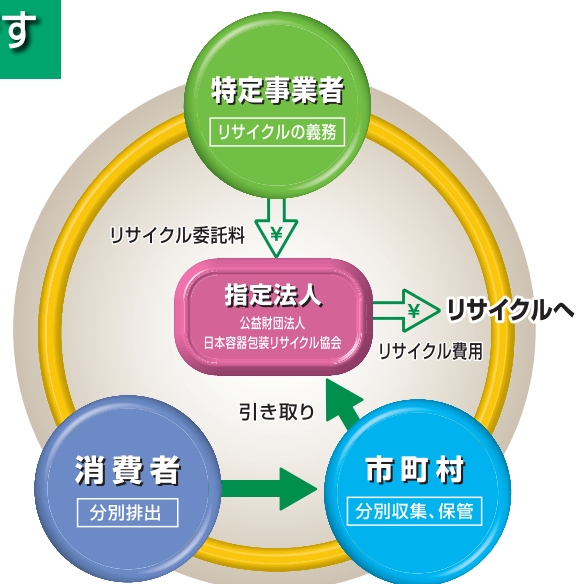 す
特定事業者
リサイクルの義務
リサイクル委託料
¥
指定法人
公益財団法人
日本容器包装リサイクル協会
¥
リサイクルへ
リサイクル費用
引き取り
消費者
分別排出
市町村
分別収集、保管